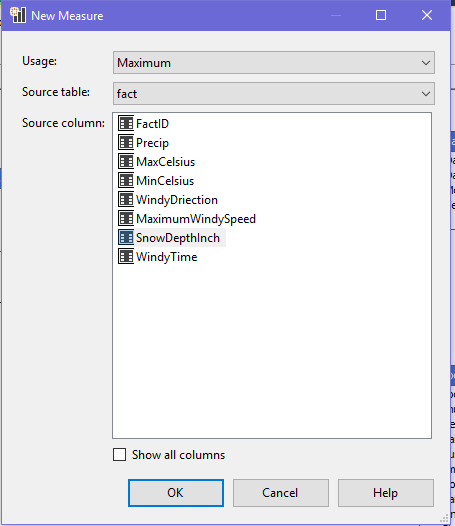 New Measure
Usage: Maximum
Source table: fact
Source column:
FactID
Precip
MaxCelsius
MinCelsius
WindyDriection
MaximumWindySpeed
SnowDepthInch
WindyTime
Show all columns
OK Cancel Help